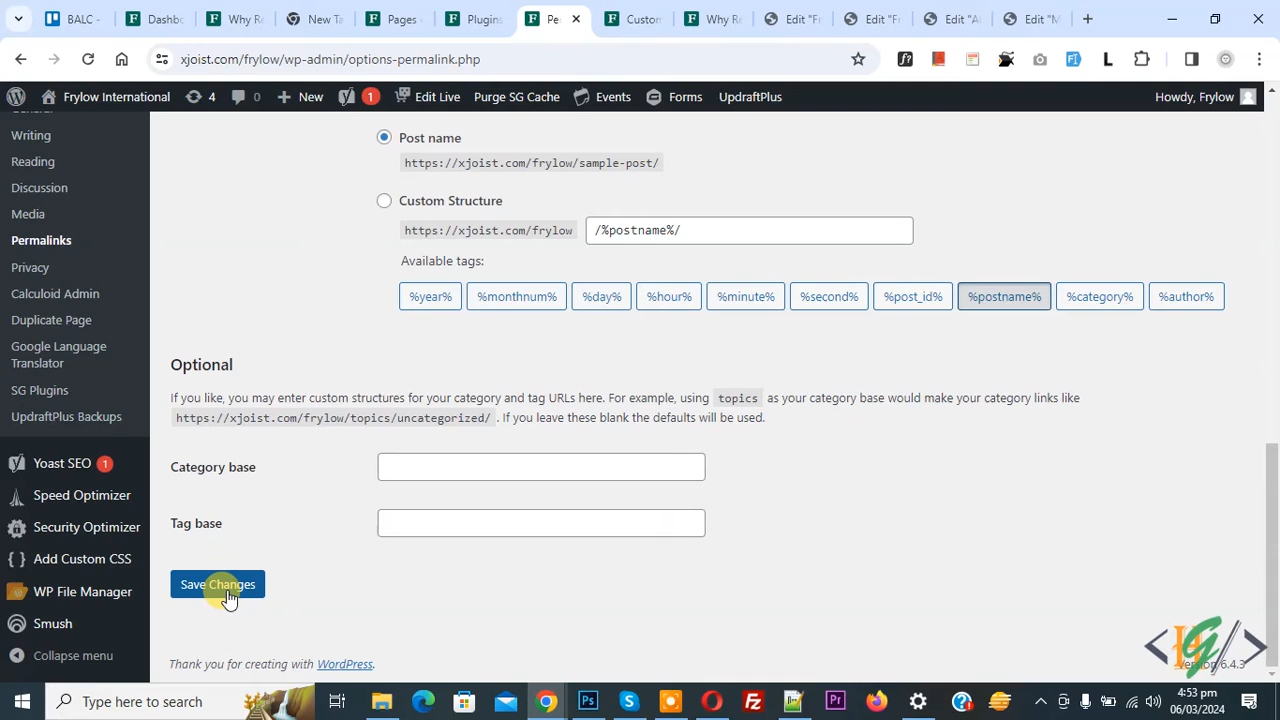 BALC -
Dashbo
Why Re
New Ta
Pages
Plugins
Pe
Custom
Why Re
Edit "F
Edit "F
Edit "A
Edit "M
xjoist.com/frylow/wp-admin/options-permalink.php
Frylow International
4
0
New
1
Edit Live
Purge SG Cache
Events
Forms
UpdraftPlus
Howdy, Frylow
Writing
Reading
Discussion
Media
Permalinks
Privacy
Calculoid Admin
Duplicate Page
Google Language
Translator
SG Plugins
UpdraftPlus Backups
Yoast SEO 1
Speed Optimizer
Security Optimizer
Add Custom CSS
WP File Manager
Smush
Collapse menu
Post name
https://xjoist.com/frylow/sample-post/
Custom Structure
https://xjoist.com/frylow /%postname%/
Available tags:
%year% %monthnum% %day% %hour% %minute% %second% %post_id% %postname% %category% %author%
Optional
If you like, you may enter custom structures for your category and tag URLs here. For example, using topics as your category base would make your category links like
https://xjoist.com/frylow/topics/uncategorized/ . If you leave these blank the defaults will be used.
Category base
Tag base
Save Changes
Thank you for creating with WordPress.
Version 6.4.3
Type here to search
4:53 pm
06/03/2024